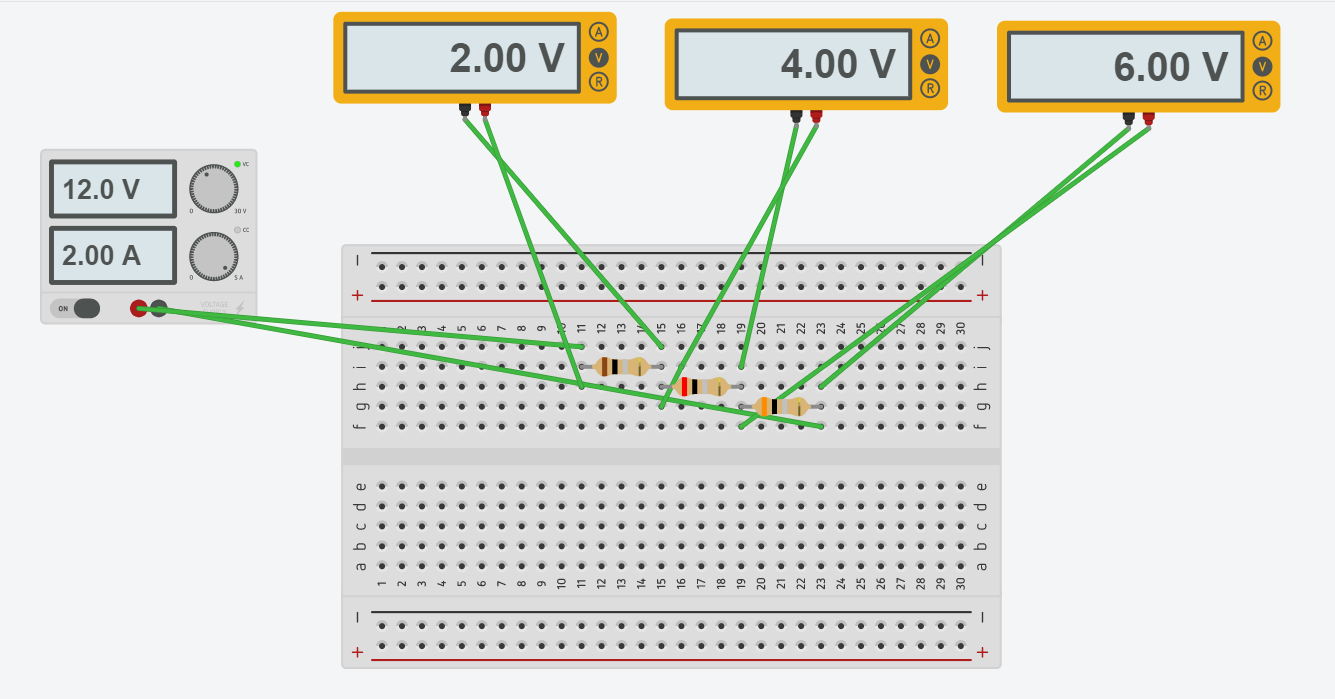 2.00 V
A
V
R
4.00 V
A
V
R
6.00 V
A
V
R
12.0 V
VC
0
30 V
2.00 A
CC
0
5 A
ON
VOLTAGE
− −
+ +
2 3 4 5 6 7 8 9 10 11 12 13 14 15 16 17 18 19 20 21 22 23 24 25 26 27 28 29 30
j j
i i
h h
g g
f f
e e
d d
c c
b b
a a
1 2 3 4 5 6 7 8 9 10 11 12 13 14 15 16 17 18 19 20 21 22 23 24 25 26 27 28 29 30
− −
+ +